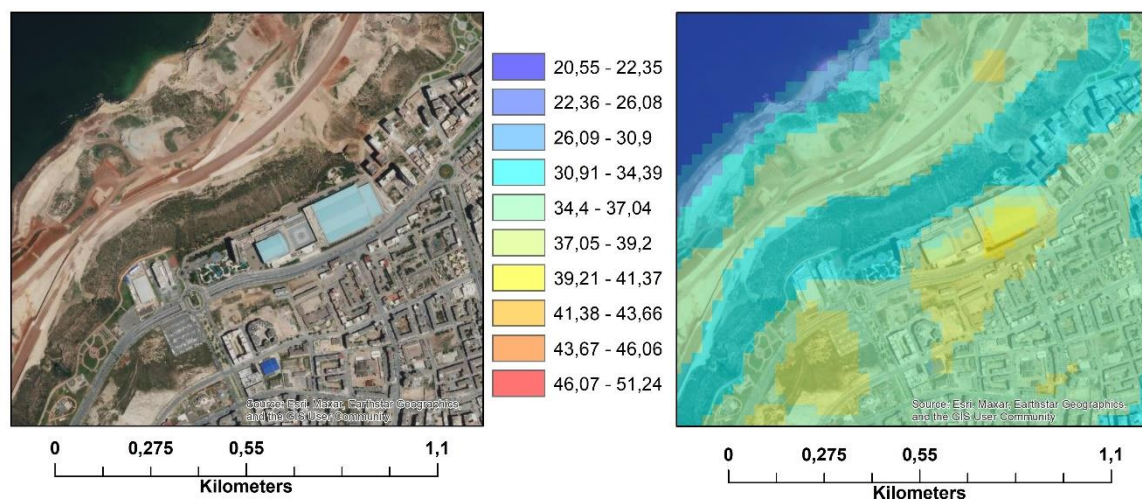 Source: Esri, Maxar, Earthstar Geographics,
and the GIS User Community
0 0,275 0,55 1,1
Kilometers
20,55 - 22,35
22,36 - 26,08
26,09 - 30,9
30,91 - 34,39
34,4 - 37,04
37,05 - 39,2
39,21 - 41,37
41,38 - 43,66
43,67 - 46,06
46,07 - 51,24
Source: Esri, Maxar, Earthstar Geographics,
and the GIS User Community
0 0,275 0,55 1,1
Kilometers